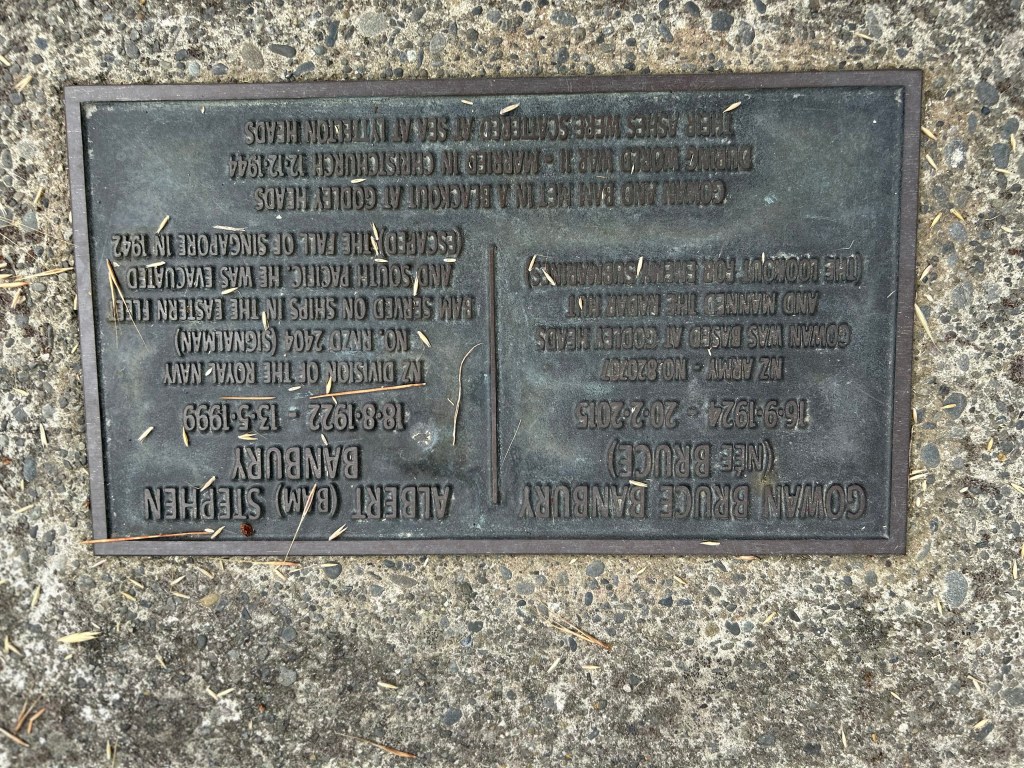 GOWAN BRUCE BANBURY
(NÉE BRUCE)
16·9·1924 - 20·2·2015
NZ ARMY - NO.820767
GOWAN WAS BASED AT GODLEY HEADS
AND MANNED THE RADAR HUT
(THE LOOKOUT FOR ENEMY SUBMARINES)
ALBERT (BAM) STEPHEN
BANBURY
18·8·1922 - 13·5·1999
NZ DIVISION OF THE ROYAL NAVY
NO. RNZD 2404 (SIGNALMAN)
BAM SERVED ON SHIPS IN THE EASTERN FLEET
AND SOUTH PACIFIC. HE WAS EVACUATED
(ESCAPED) THE FALL OF SINGAPORE IN 1942
GOWAN AND BAM MET IN A BLACKOUT AT GODLEY HEADS
DURING WORLD WAR II - MARRIED IN CHRISTCHURCH 12·12·1944
THEIR ASHES WERE SCATTERED AT SEA AT LYTTELTON HEADS